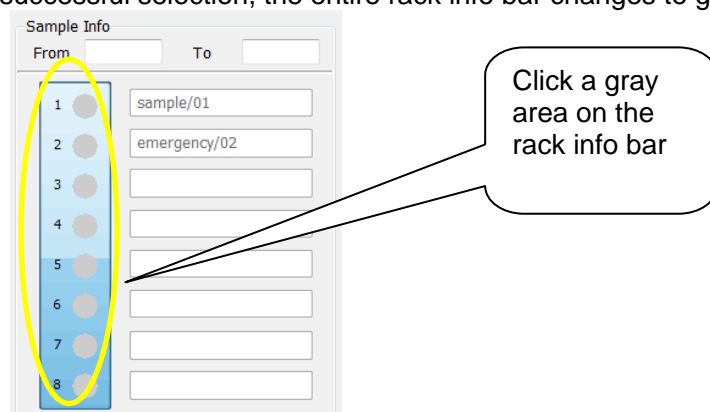 successful selection, the entire rack info bar changes to g
Sample Info
From To
1 sample/01
2 emergency/02
3
4
5
6
7
8
Click a gray
area on the
rack info bar